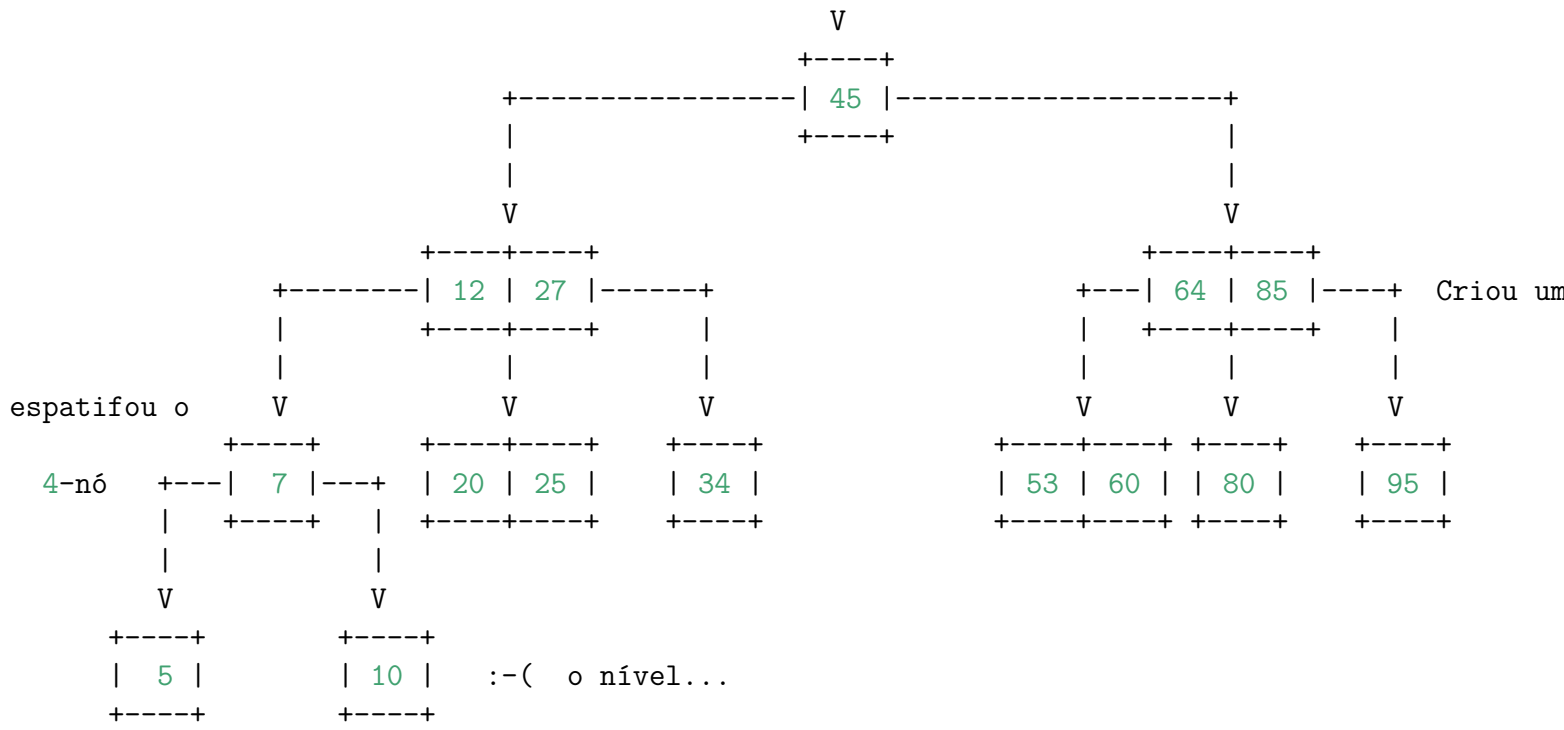 V
+----+
+-----------------| 45 |--------------------+
| +----+ |
| |
V V
+----+----+ +----+----+
+--------| 12 | 27 |------+ +---| 64 | 85 |----+ Criou um
| +----+----+ | | +----+----+ |
| | | | | |
espatifou o V V V V V V
+----+ +----+----+ +----+ +----+----+ +----+ +----+
4-nó +---| 7 |---+ | 20 | 25 | | 34 | | 53 | 60 | | 80 | | 95 |
| +----+ | +----+----+ +----+ +----+----+ +----+ +----+
| |
V V
+----+ +----+
| 5 | | 10 | :-( o nível...
+----+ +----+